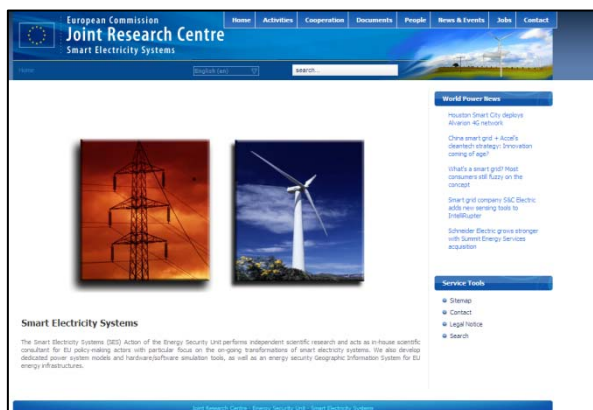 European Commission
Joint Research Centre
Smart Electricity Systems
Home Activities Cooperation Documents People News & Events Jobs Contact
Home
English (en)
search...
World Power News
Houston Smart City deploys
Alvarion 4G network
China smart grid + Accel's
cleantech strategy: Innovation
coming of age?
What's a smart grid? Most
consumers still fuzzy on the
concept
Smart grid company S&C Electric
adds new sensing tools to
IntelliRupter
Schneider Electric grows stronger
with Summit Energy Services
acquisition
Service Tools
Sitemap
Contact
Legal Notice
Search
Smart Electricity Systems
The Smart Electricity Systems (SES) Action of the Energy Security Unit performs independent scientific research and acts as in-house scientific
consultant for EU policy-making actors with particular focus on the on-going transformations of smart electricity systems. We also develop
dedicated power system models and hardware/software simulation tools, as well as an energy security Geographic Information System for EU
energy infrastructures.
Joint Research Centre - Energy Security Unit - Smart Electricity Systems